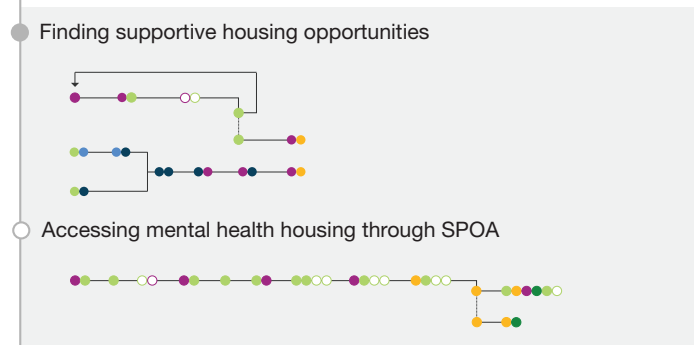 Finding supportive housing opportunities
Accessing mental health housing through SPOA